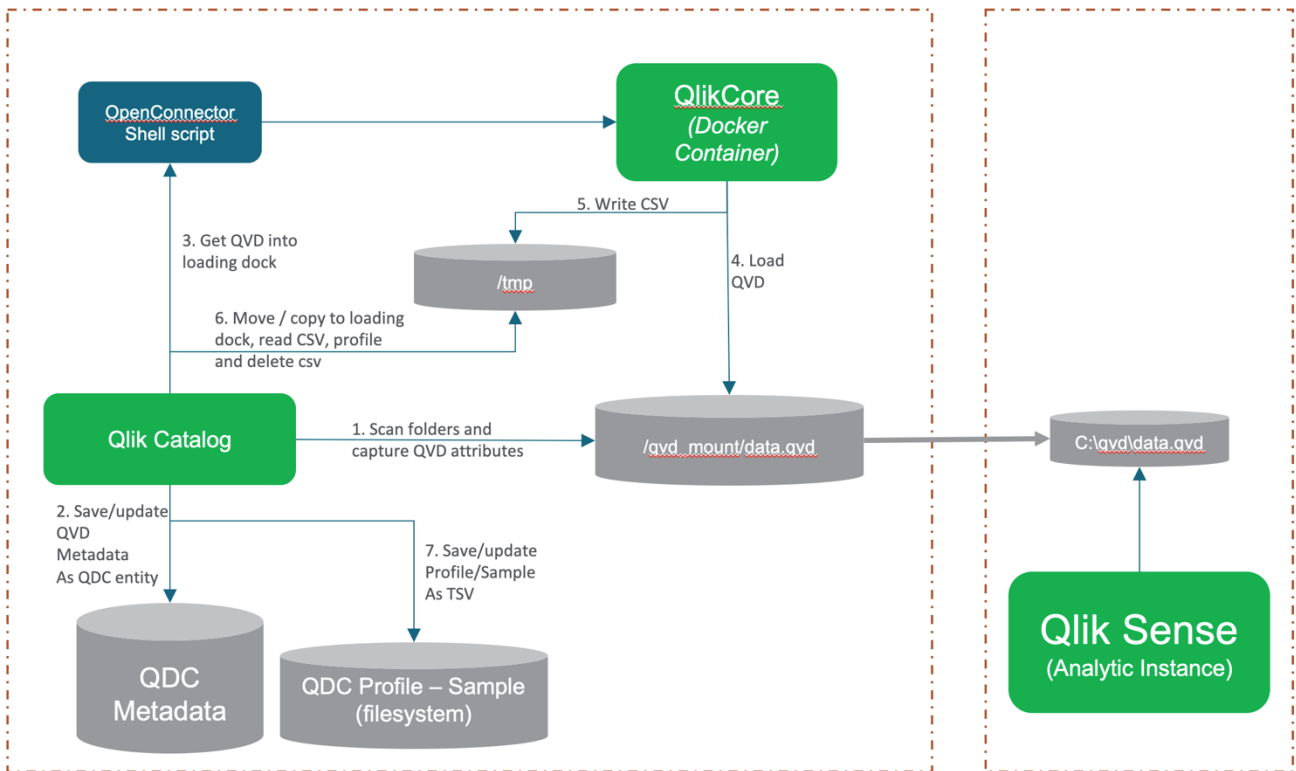 OpenConnector
Shell script
QlikCore
(Docker
Container)
5. Write CSV
3. Get QVD into
loading dock
/tmp
4. Load
QVD
6. Move / copy to loading
dock, read CSV, profile
and delete csv
Qlik Catalog
1. Scan folders and
capture QVD attributes
/qvd_mount/data.qvd
C:\qvd\data.qvd
2. Save/update
QVD
Metadata
As QDC entity
7. Save/update
Profile/Sample
As TSV
QDC
Metadata
QDC Profile – Sample
(filesystem)
Qlik Sense
(Analytic Instance)